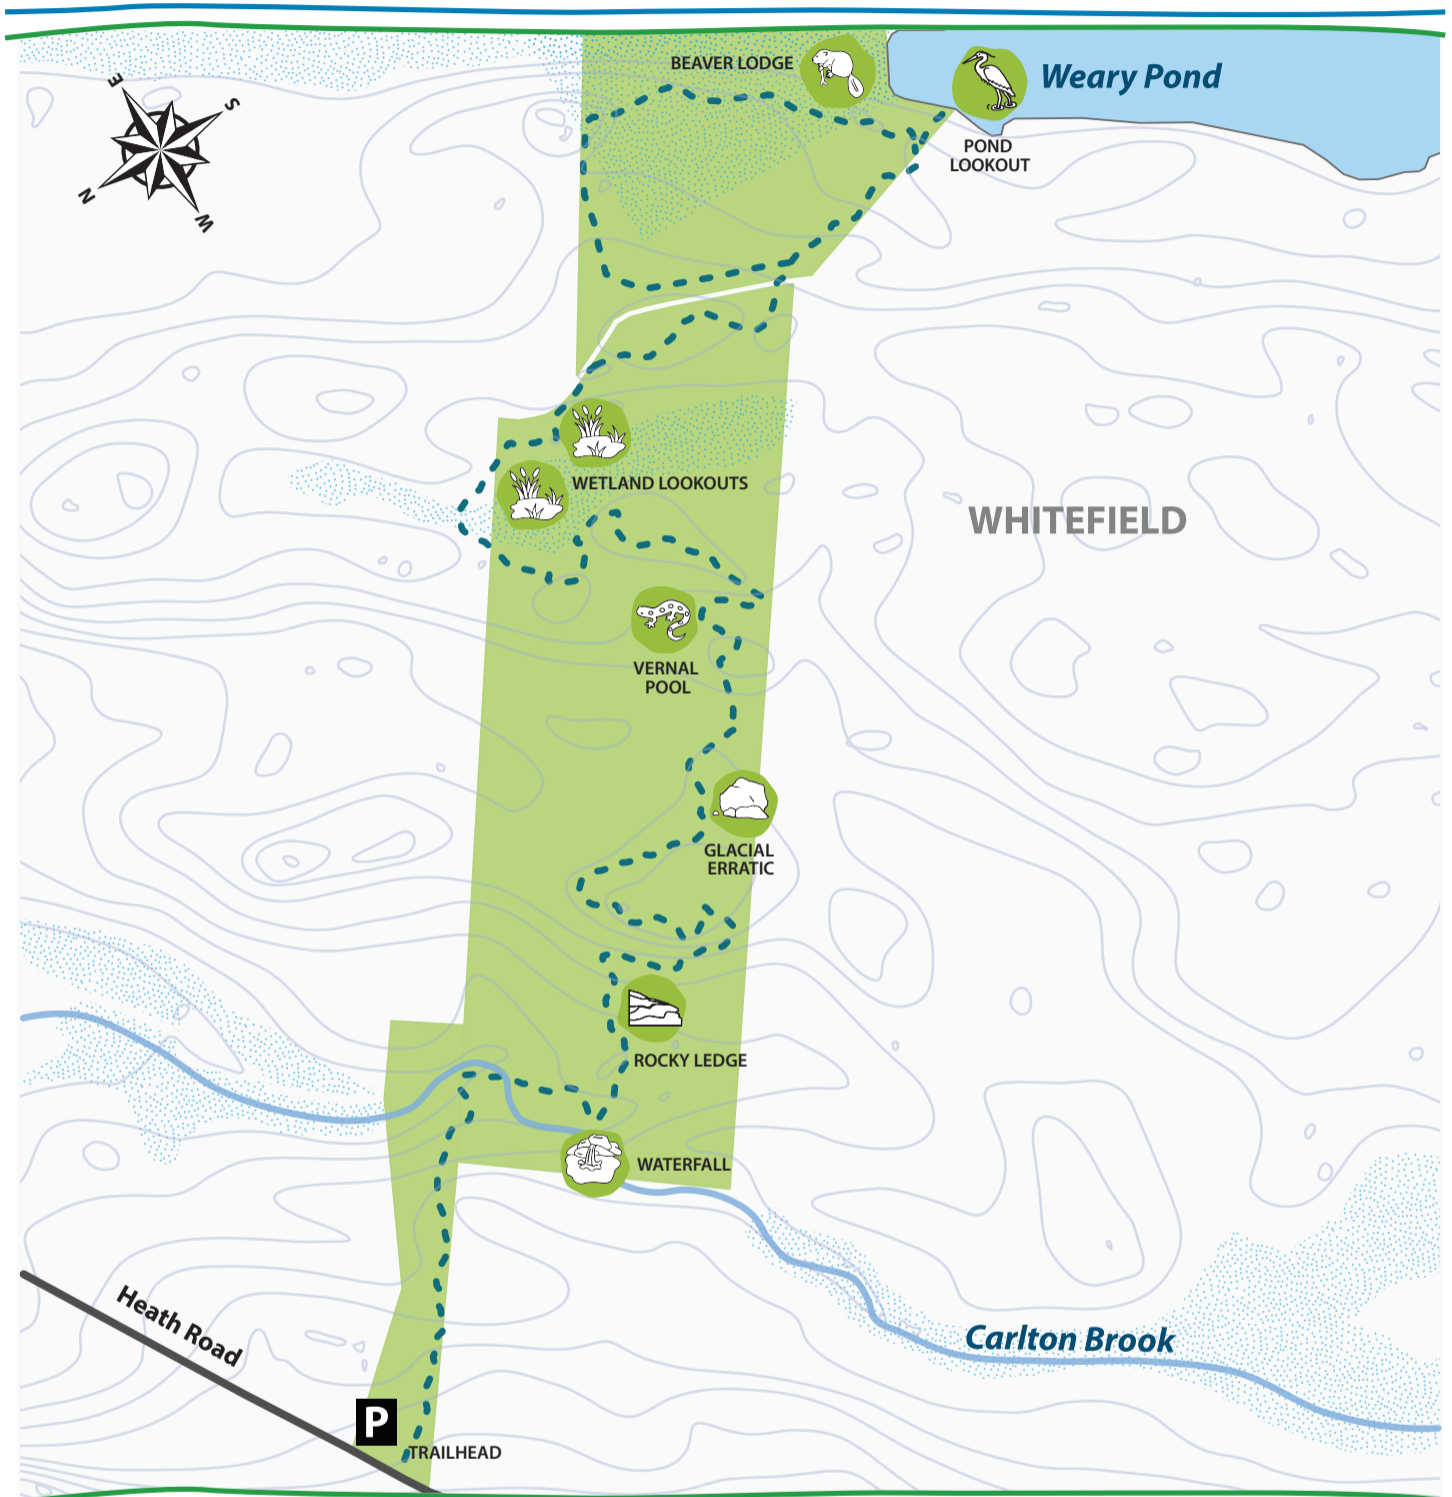 BEAVER LODGE
Weary Pond
E
S
N
W
POND
LOOKOUT
WETLAND LOOKOUTS
WHITEFIELD
VERNAL
POOL
GLACIAL
ERRATIC
ROCKY LEDGE
WATERFALL
Heath Road
Carlton Brook
P
TRAILHEAD